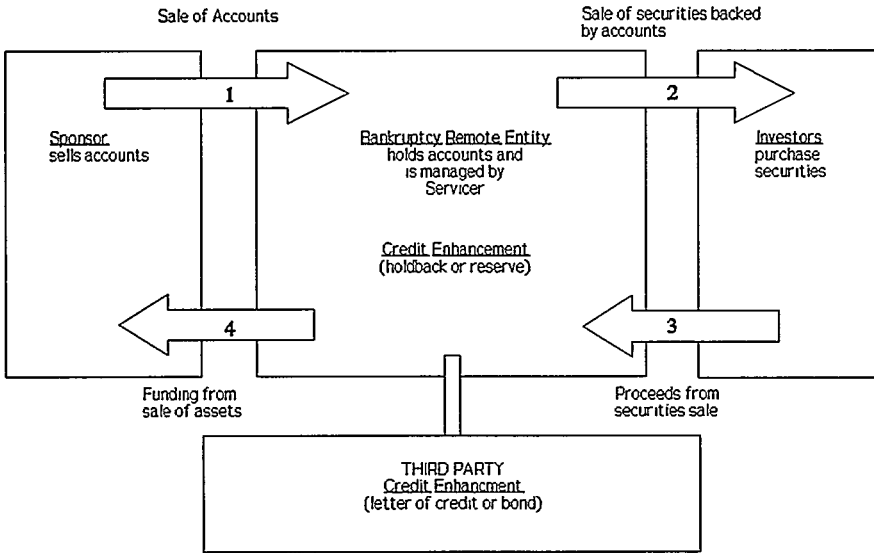 Sale of Accounts
Sale of securities backed
by accounts
1
2
Sponsor
sells accounts
Bankruptcy Remote Entity
holds accounts and
is managed by
Servicer
Investors
purchase
securities
Credit Enhancement
(holdback or reserve)
4
3
Funding from
sale of assets
Proceeds from
securities sale
THIRD PARTY
Credit Enhancment
(letter of credit or bond)